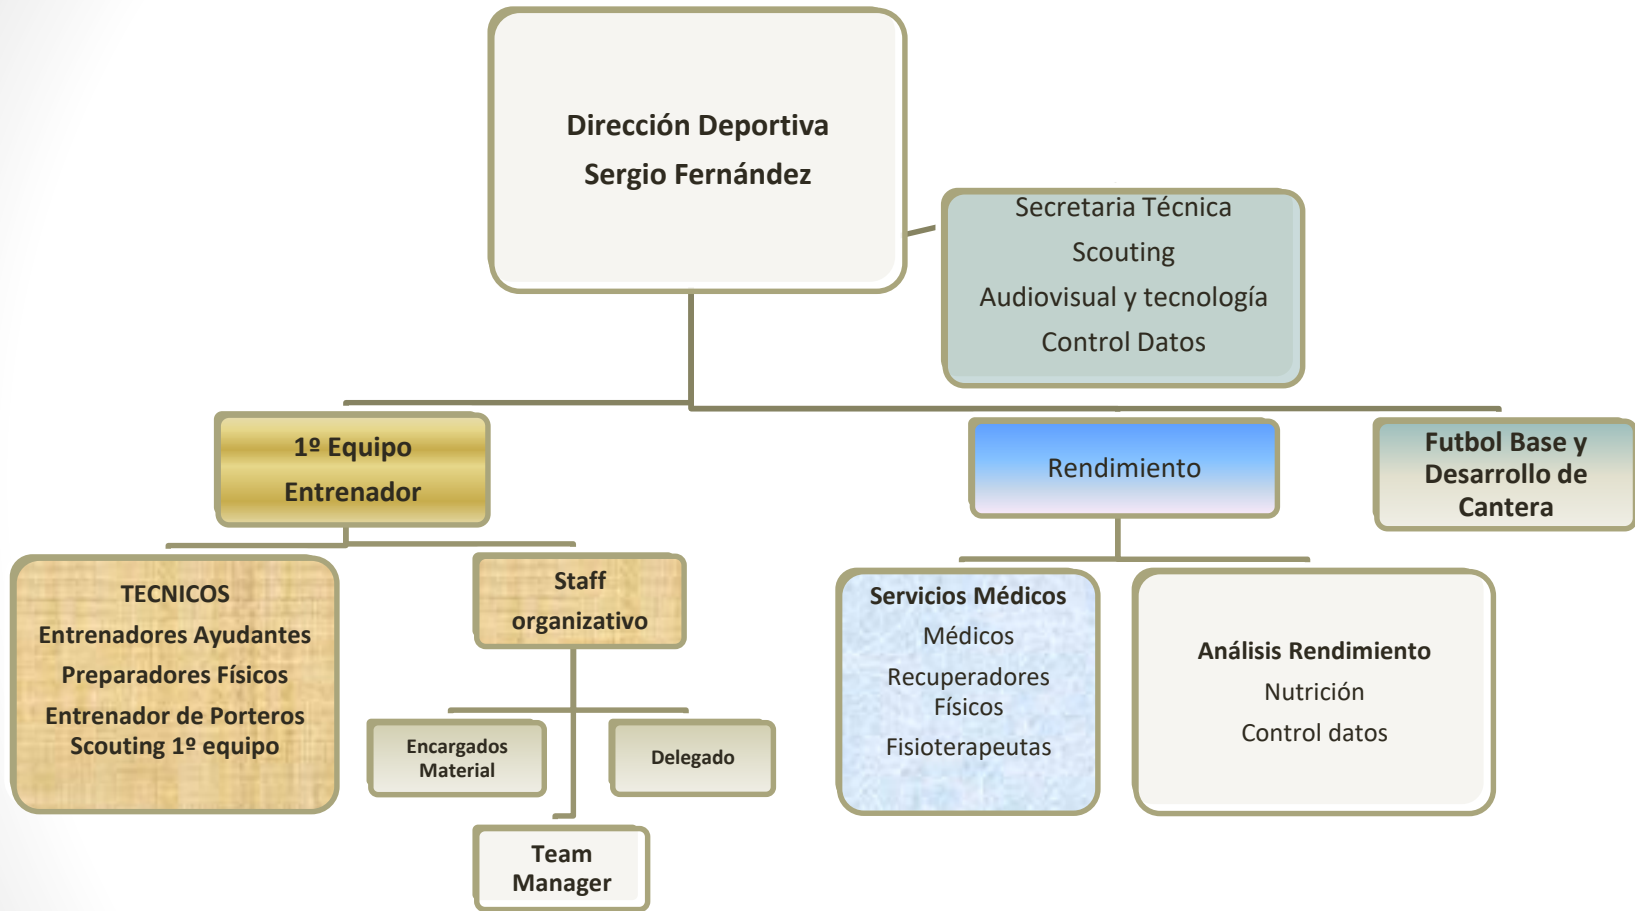 Dirección Deportiva
Sergio Fernández
Secretaria Técnica
Scouting
Audiovisual y tecnología
Control Datos
1º Equipo
Entrenador
Rendimiento
Futbol Base y
Desarrollo de
Cantera
TECNICOS
Entrenadores Ayudantes
Preparadores Físicos
Entrenador de Porteros
Scouting 1º equipo
Staff
organizativo
Encargados
Material
Delegado
Team
Manager
Servicios Médicos
Médicos
Recuperadores
Físicos
Fisioterapeutas
Análisis Rendimiento
Nutrición
Control datos